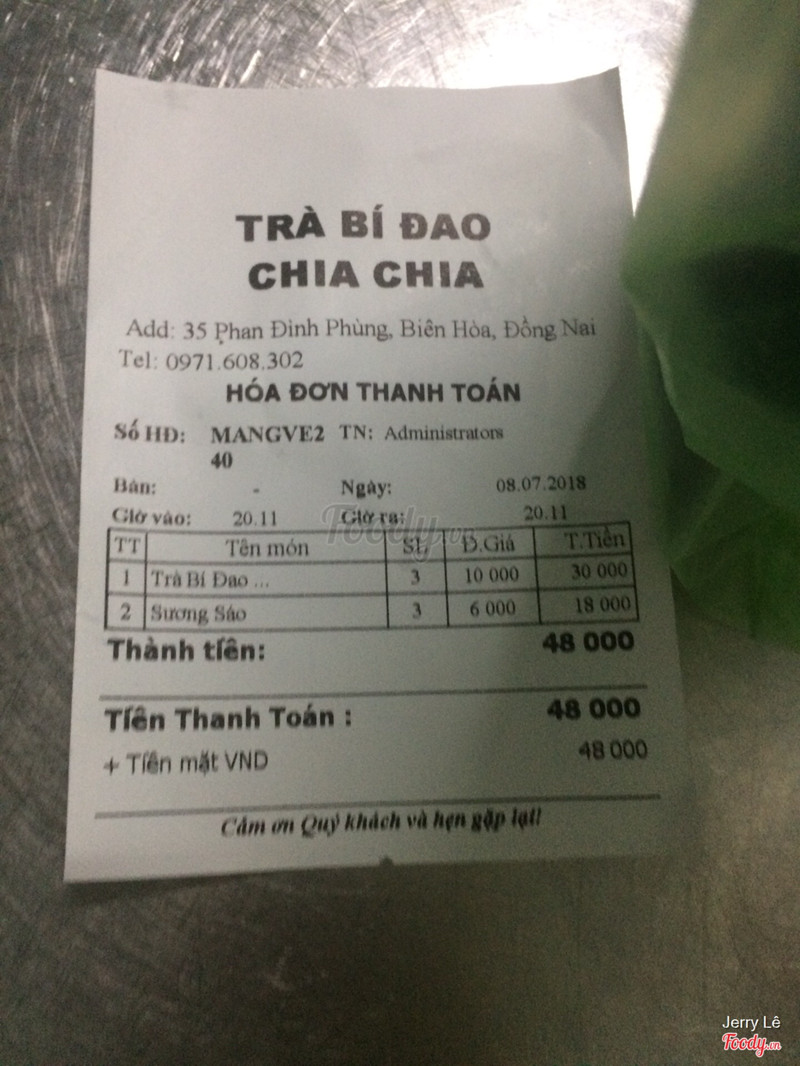 TRÀ BÍ ĐAO
CHIA CHIA
Add: 35 Phan Đình Phùng, Biên Hòa, Đồng Nai
Tel: 0971.608.302
HÓA ĐƠN THANH TOÁN
Số HĐ: MANGVE2 TN: Administrators
40
Bàn: - Ngày: 08.07.2018
Giờ vào: 20.11 Giờ ra: 20.11
Foody.vn
TT Tên món SL Đ.Giá T.Tiền
1 Trà Bí Đao ... 3 10 000 30 000
2 Sương Sáo 3 6 000 18 000
Thành tiền: 48 000
Tiền Thanh Toán : 48 000
+ Tiền mặt VND 48 000
Cảm ơn Quý khách và hẹn gặp lại!
Jerry Lê
Foody.vn